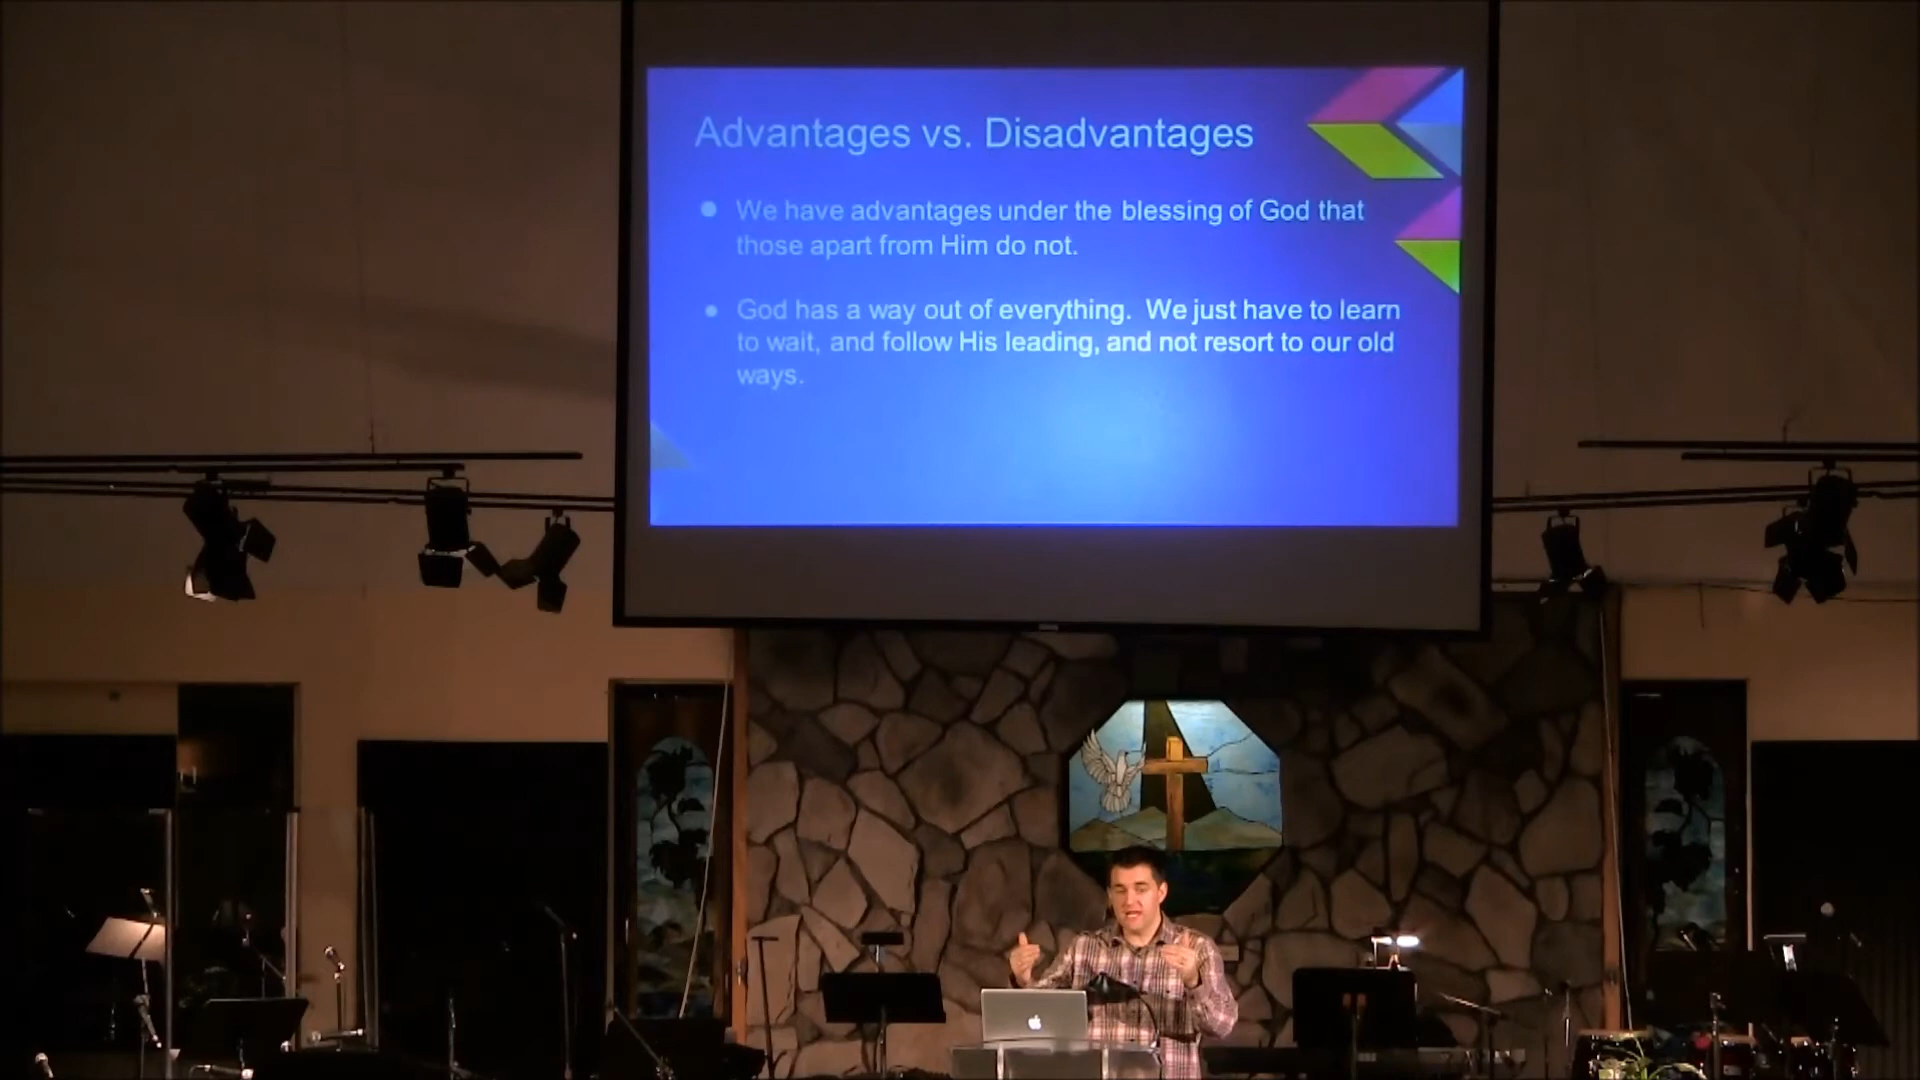 Advantages vs. Disadvantages
We have advantages under the blessing of God that
those apart from Him do not.
God has a way out of everything. We just have to learn
to wait, and follow His leading, and not resort to our old
ways.